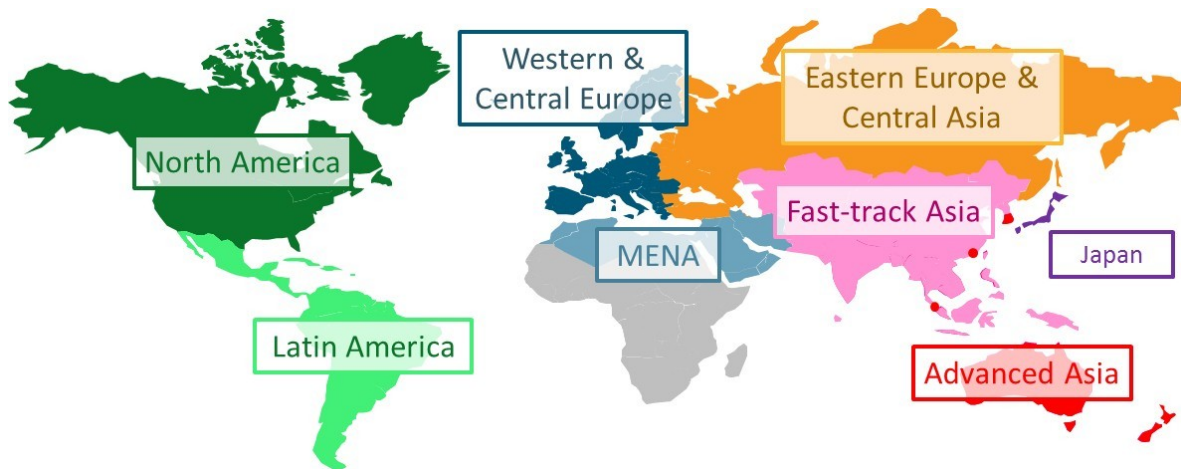 Western &
Central Europe
Eastern Europe &
Central Asia
North America
Fast-track Asia
MENA
Japan
Latin America
Advanced Asia